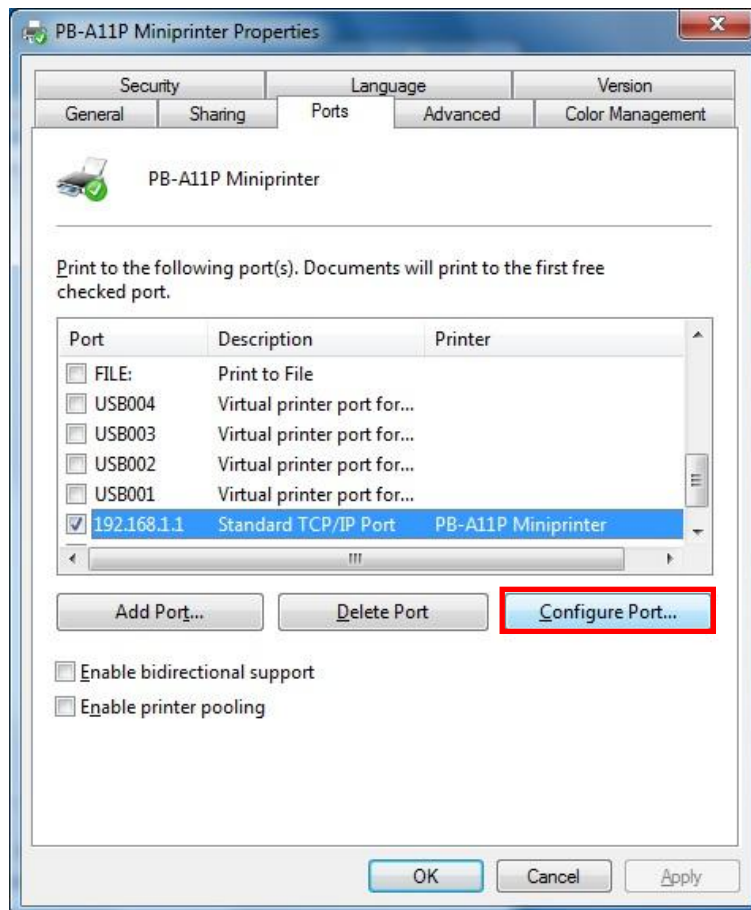 PB-A11P Miniprinter Properties
Security Language Version
General Sharing Ports Advanced Color Management
PB-A11P Miniprinter
Print to the following port(s). Documents will print to the first free
checked port.
Port Description Printer
FILE: Print to File
USB004 Virtual printer port for...
USB003 Virtual printer port for...
USB002 Virtual printer port for...
USB001 Virtual printer port for...
192.168.1.1 Standard TCP/IP Port PB-A11P Miniprinter
Add Port... Delete Port Configure Port...
Enable bidirectional support
Enable printer pooling
OK Cancel Apply